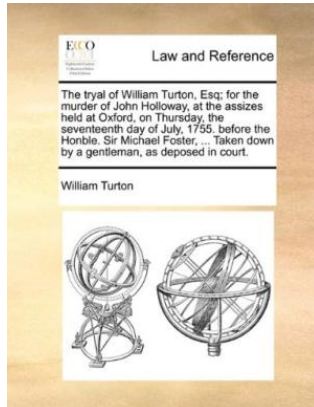 ECCO
Law and Reference
The tryal of William Turton, Esq; for the
murder of John Holloway, at the assizes
held at Oxford, on Thursday, the
seventeenth day of July, 1755. before the
Honble. Sir Michael Foster, ... Taken down
by a gentleman, as deposed in court.
William Turton